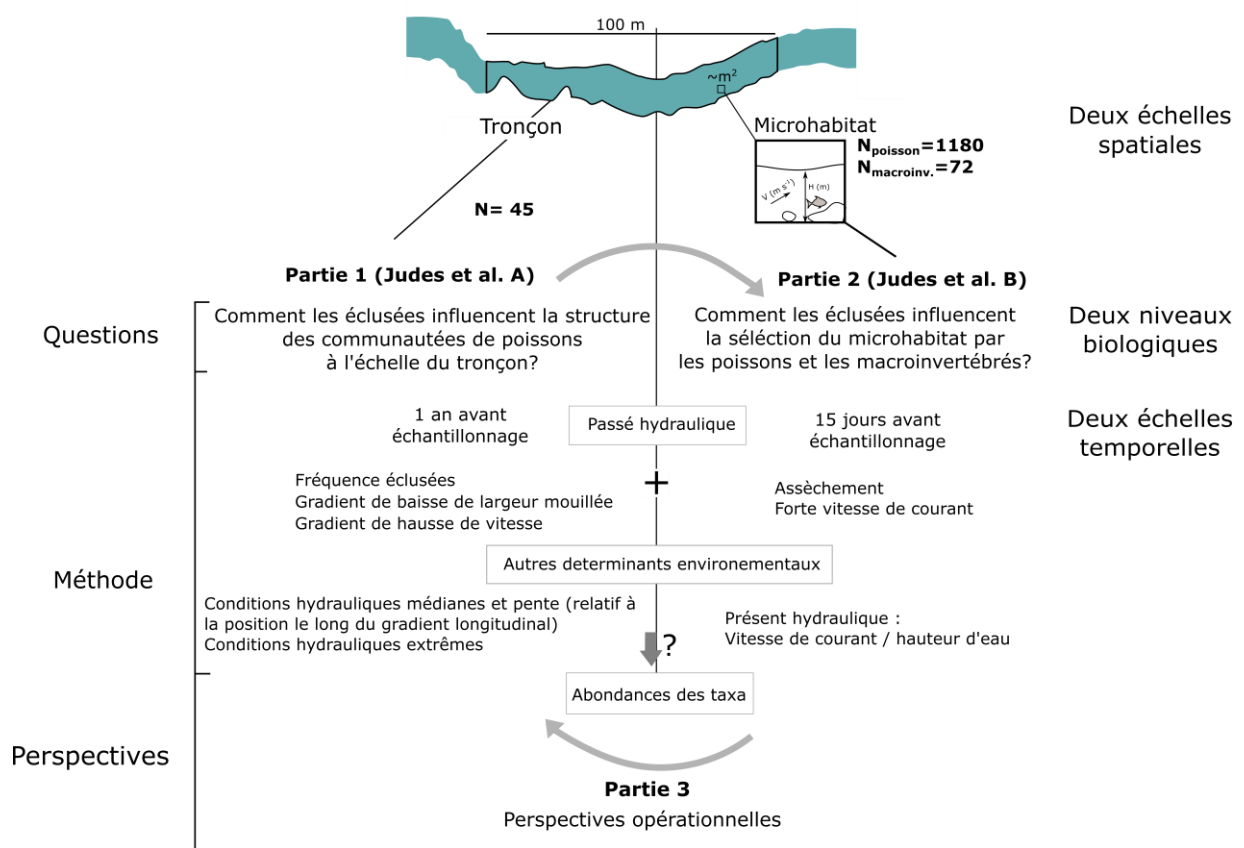 100 m
~m²
Tronçon
Microhabitat
N poisson=1180
N macroinv.=72
V (m s⁻¹)
H (m)
N= 45
Deux échelles
spatiales
Partie 1 (Judes et al. A)
Partie 2 (Judes et al. B)
Questions
Comment les éclusées influencent la structure
des communautées de poissons
à l'échelle du tronçon?
Comment les éclusées influencent
la séléction du microhabitat par
les poissons et les macroinvertébrés?
Deux niveaux
biologiques
1 an avant
échantillonnage
Passé hydraulique
15 jours avant
échantillonnage
Deux échelles
temporelles
+
Fréquence éclusées
Gradient de baisse de largeur mouillée
Gradient de hausse de vitesse
Assèchement
Forte vitesse de courant
Méthode
Autres determinants environementaux
Conditions hydrauliques médianes et pente (relatif à
la position le long du gradient longitudinal)
Conditions hydrauliques extrêmes
Présent hydraulique :
Vitesse de courant / hauteur d'eau
?
Abondances des taxa
Perspectives
Partie 3
Perspectives opérationnelles